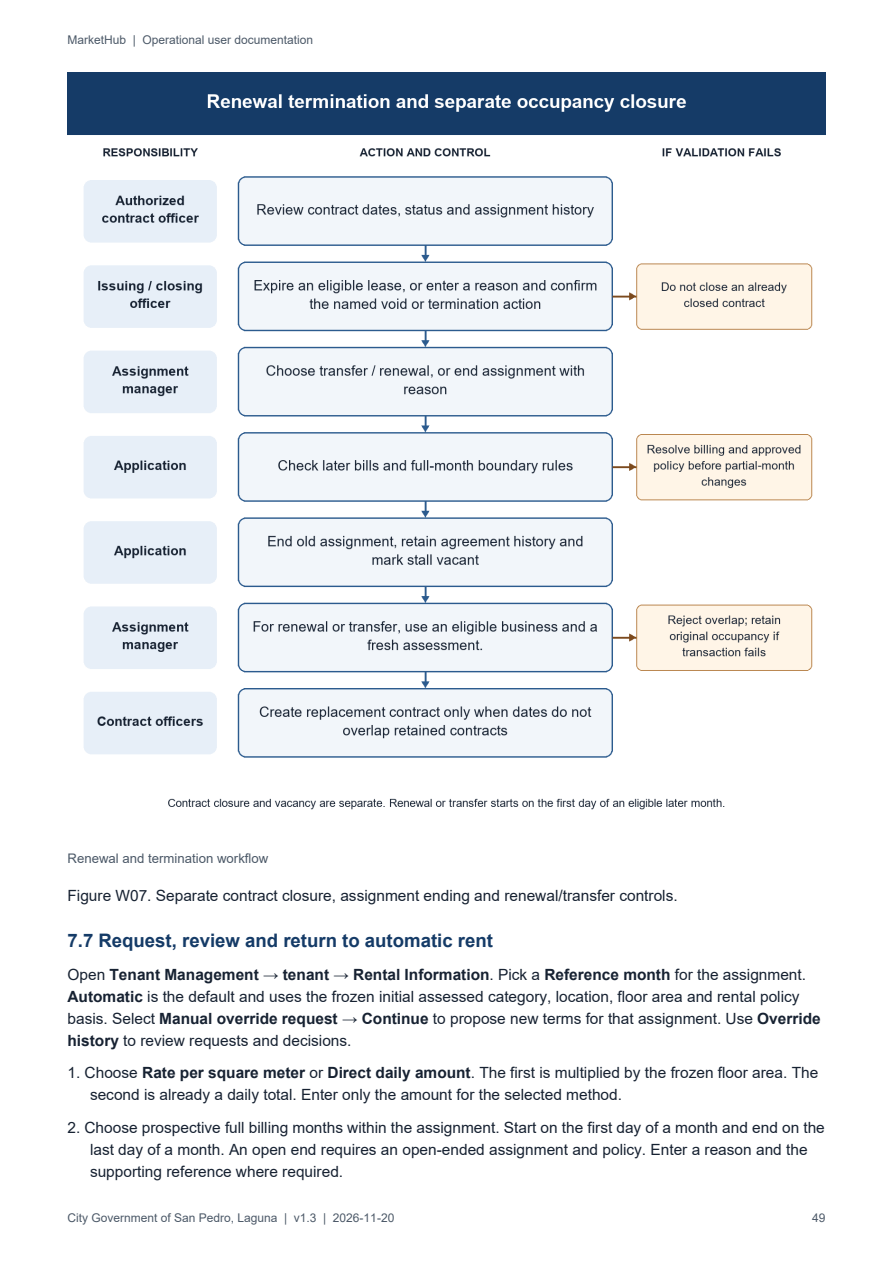 MarketHub | Operational user documentation
Renewal termination and separate occupancy closure
RESPONSIBILITY
ACTION AND CONTROL
IF VALIDATION FAILS
Authorized
contract officer
Review contract dates, status and assignment history
Issuing / closing
officer
Expire an eligible lease, or enter a reason and confirm
the named void or termination action
Do not close an already
closed contract
Assignment
manager
Choose transfer / renewal, or end assignment with
reason
Application
Check later bills and full-month boundary rules
Resolve billing and approved
policy before partial-month
changes
Application
End old assignment, retain agreement history and
mark stall vacant
Assignment
manager
For renewal or transfer, use an eligible business and a
fresh assessment.
Reject overlap; retain
original occupancy if
transaction fails
Contract officers
Create replacement contract only when dates do not
overlap retained contracts
Contract closure and vacancy are separate. Renewal or transfer starts on the first day of an eligible later month.
Renewal and termination workflow
Figure W07. Separate contract closure, assignment ending and renewal/transfer controls.
7.7 Request, review and return to automatic rent
Open Tenant Management → tenant → Rental Information. Pick a Reference month for the assignment.
Automatic is the default and uses the frozen initial assessed category, location, floor area and rental policy
basis. Select Manual override request → Continue to propose new terms for that assignment. Use Override
history to review requests and decisions.
1. Choose Rate per square meter or Direct daily amount. The first is multiplied by the frozen floor area. The
second is already a daily total. Enter only the amount for the selected method.
2. Choose prospective full billing months within the assignment. Start on the first day of a month and end on the
last day of a month. An open end requires an open-ended assignment and policy. Enter a reason and the
supporting reference where required.
City Government of San Pedro, Laguna | v1.3 | 2026-11-20
49